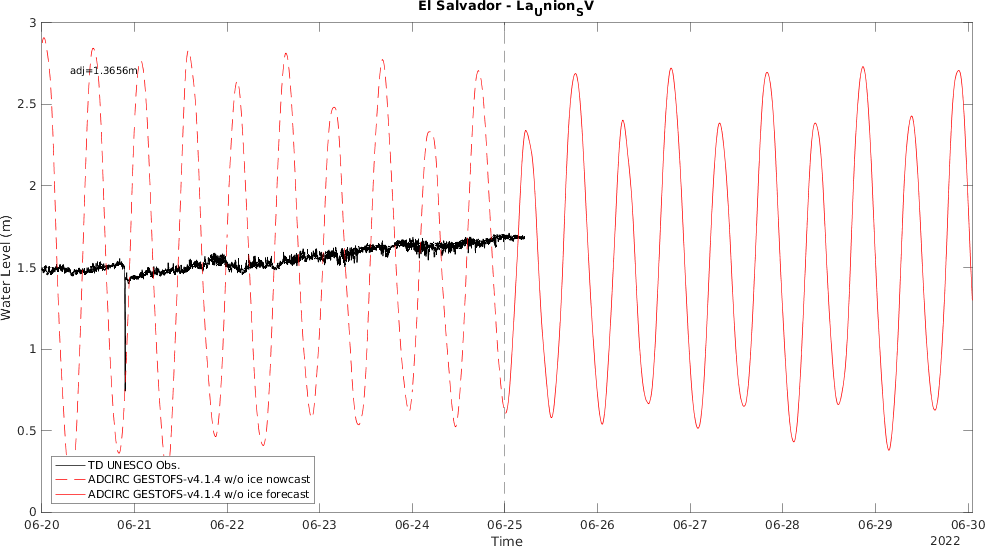 El Salvador - LaUnionSV
adj=1.3656m
3
2.5
2
1.5
1
0.5
0
Water Level (m)
TD UNESCO Obs.
ADCIRC GESTOFS-v4.1.4 w/o ice nowcast
ADCIRC GESTOFS-v4.1.4 w/o ice forecast
06-20 06-21 06-22 06-23 06-24 06-25 06-26 06-27 06-28 06-29 06-30
Time
2022